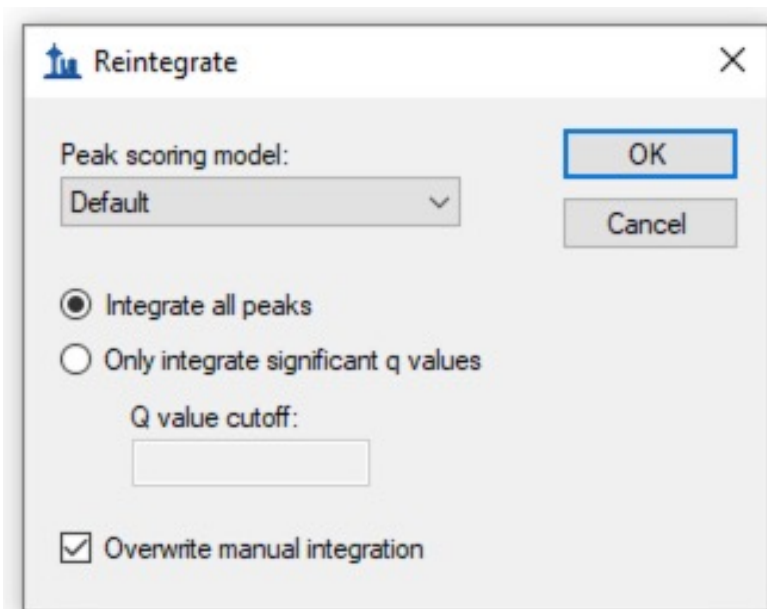 Reintegrate
Peak scoring model:
OK
Default
Cancel
Integrate all peaks
Only integrate significant q values
Q value cutoff:
Overwrite manual integration